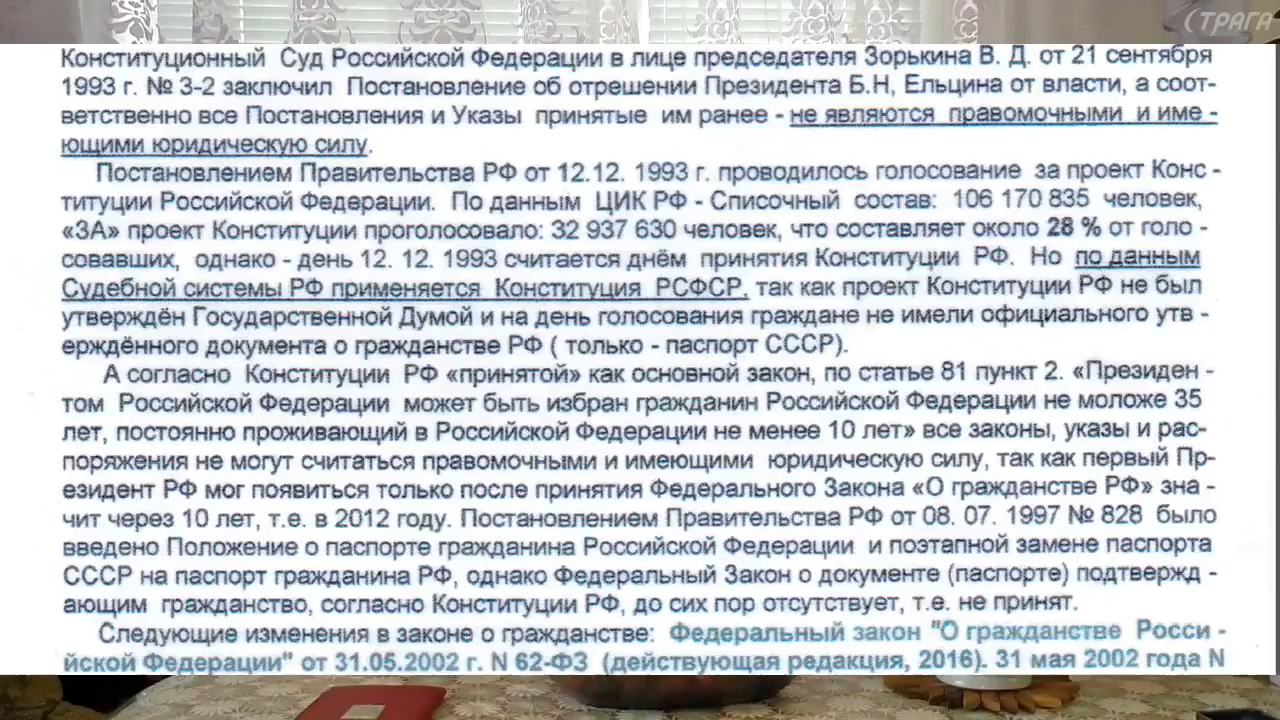 СТРАГА
Конституционный Суд Российской Федерации в лице председателя Зорькина В. Д. от 21 сентября
1993 г. № З-2 заключил Постановление об отрешении Президента Б.Н, Ельцина от власти, а соот-
ветственно все Постановления и Указы принятые им ранее - не являются правомочными и име -
ющими юридическую силу.
Постановлением Правительства РФ от 12.12. 1993 г. проводилось голосование за проект Конс -
титуции Российской Федерации. По данным ЦИК РФ - Списочный состав: 106 170 835 человек,
«ЗА» проект Конституции проголосовало: 32 937 630 человек, что составляет около 28 % от голо -
совавших, однако - день 12. 12. 1993 считается днём принятия Конституции РФ. Но по данным
Судебной системы РФ применяется Конституция РСФСР, так как проект Конституции РФ не был
утверждён Государственной Думой и на день голосования граждане не имели официального утв -
ерждённого документа о гражданстве РФ ( только - паспорт СССР).
А согласно Конституции РФ «принятой» как основной закон, по статье 81 пункт 2. «Президен -
том Российской Федерации может быть избран гражданин Российской Федерации не моложе 35
лет, постоянно проживающий в Российской Федерации не менее 10 лет» все законы, указы и рас-
поряжения не могут считаться правомочными и имеющими юридическую силу, так как первый Пр-
езидент РФ мог появиться только после принятия Федерального Закона «О гражданстве РФ» зна -
чит через 10 лет, т.е. в 2012 году. Постановлением Правительства РФ от 08. 07. 1997 № 828 было
введено Положение о паспорте гражданина Российской Федерации и поэтапной замене паспорта
СССР на паспорт гражданина РФ, однако Федеральный Закон о документе (паспорте) подтвержд -
ающим гражданство, согласно Конституции РФ, до сих пор отсутствует, т.е. не принят.
Следующие изменения в законе о гражданстве: Федеральный закон "О гражданстве Росси -
йской Федерации" от 31.05.2002 г. N 62-ФЗ (действующая редакция, 2016). 31 мая 2002 года N